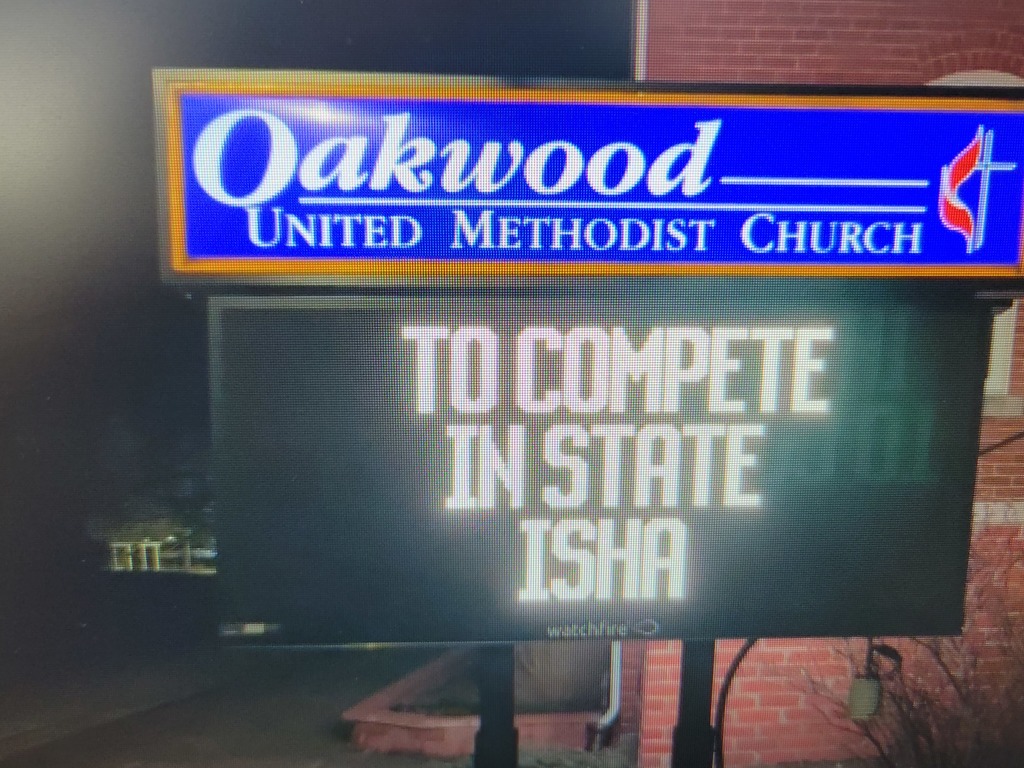 Oakwood
UNITED METHODIST CHURCH
TO COMPETE
IN STATE
ISHA
watchfire